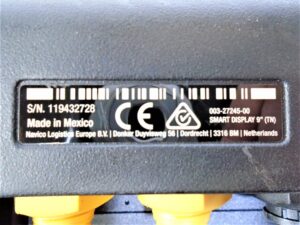 S/N. 119432728
Made in Mexico
CE
003-27245-00
SMART DISPLAY 9" (TN)
Navico Logistics Europe B.V. | Donker Duyvisweg 56 | Dordrecht | 3316 BM | Netherlands